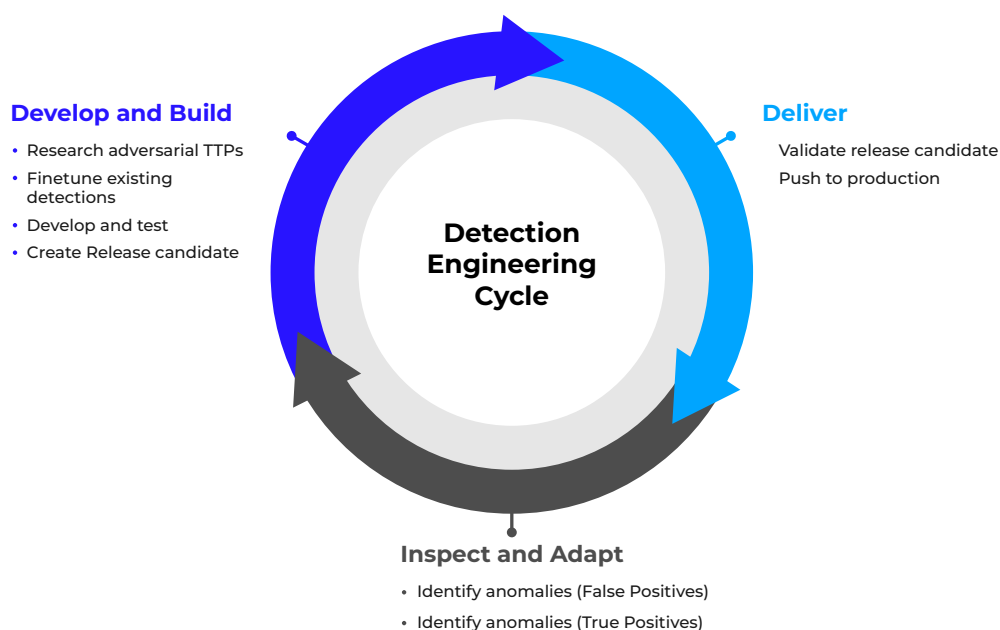 Develop and Build
• Research adversarial TTPs
• Finetune existing
detections
• Develop and test
• Create Release candidate
Deliver
Validate release candidate
Push to production
Detection
Engineering
Cycle
Inspect and Adapt
• Identify anomalies (False Positives)
• Identify anomalies (True Positives)